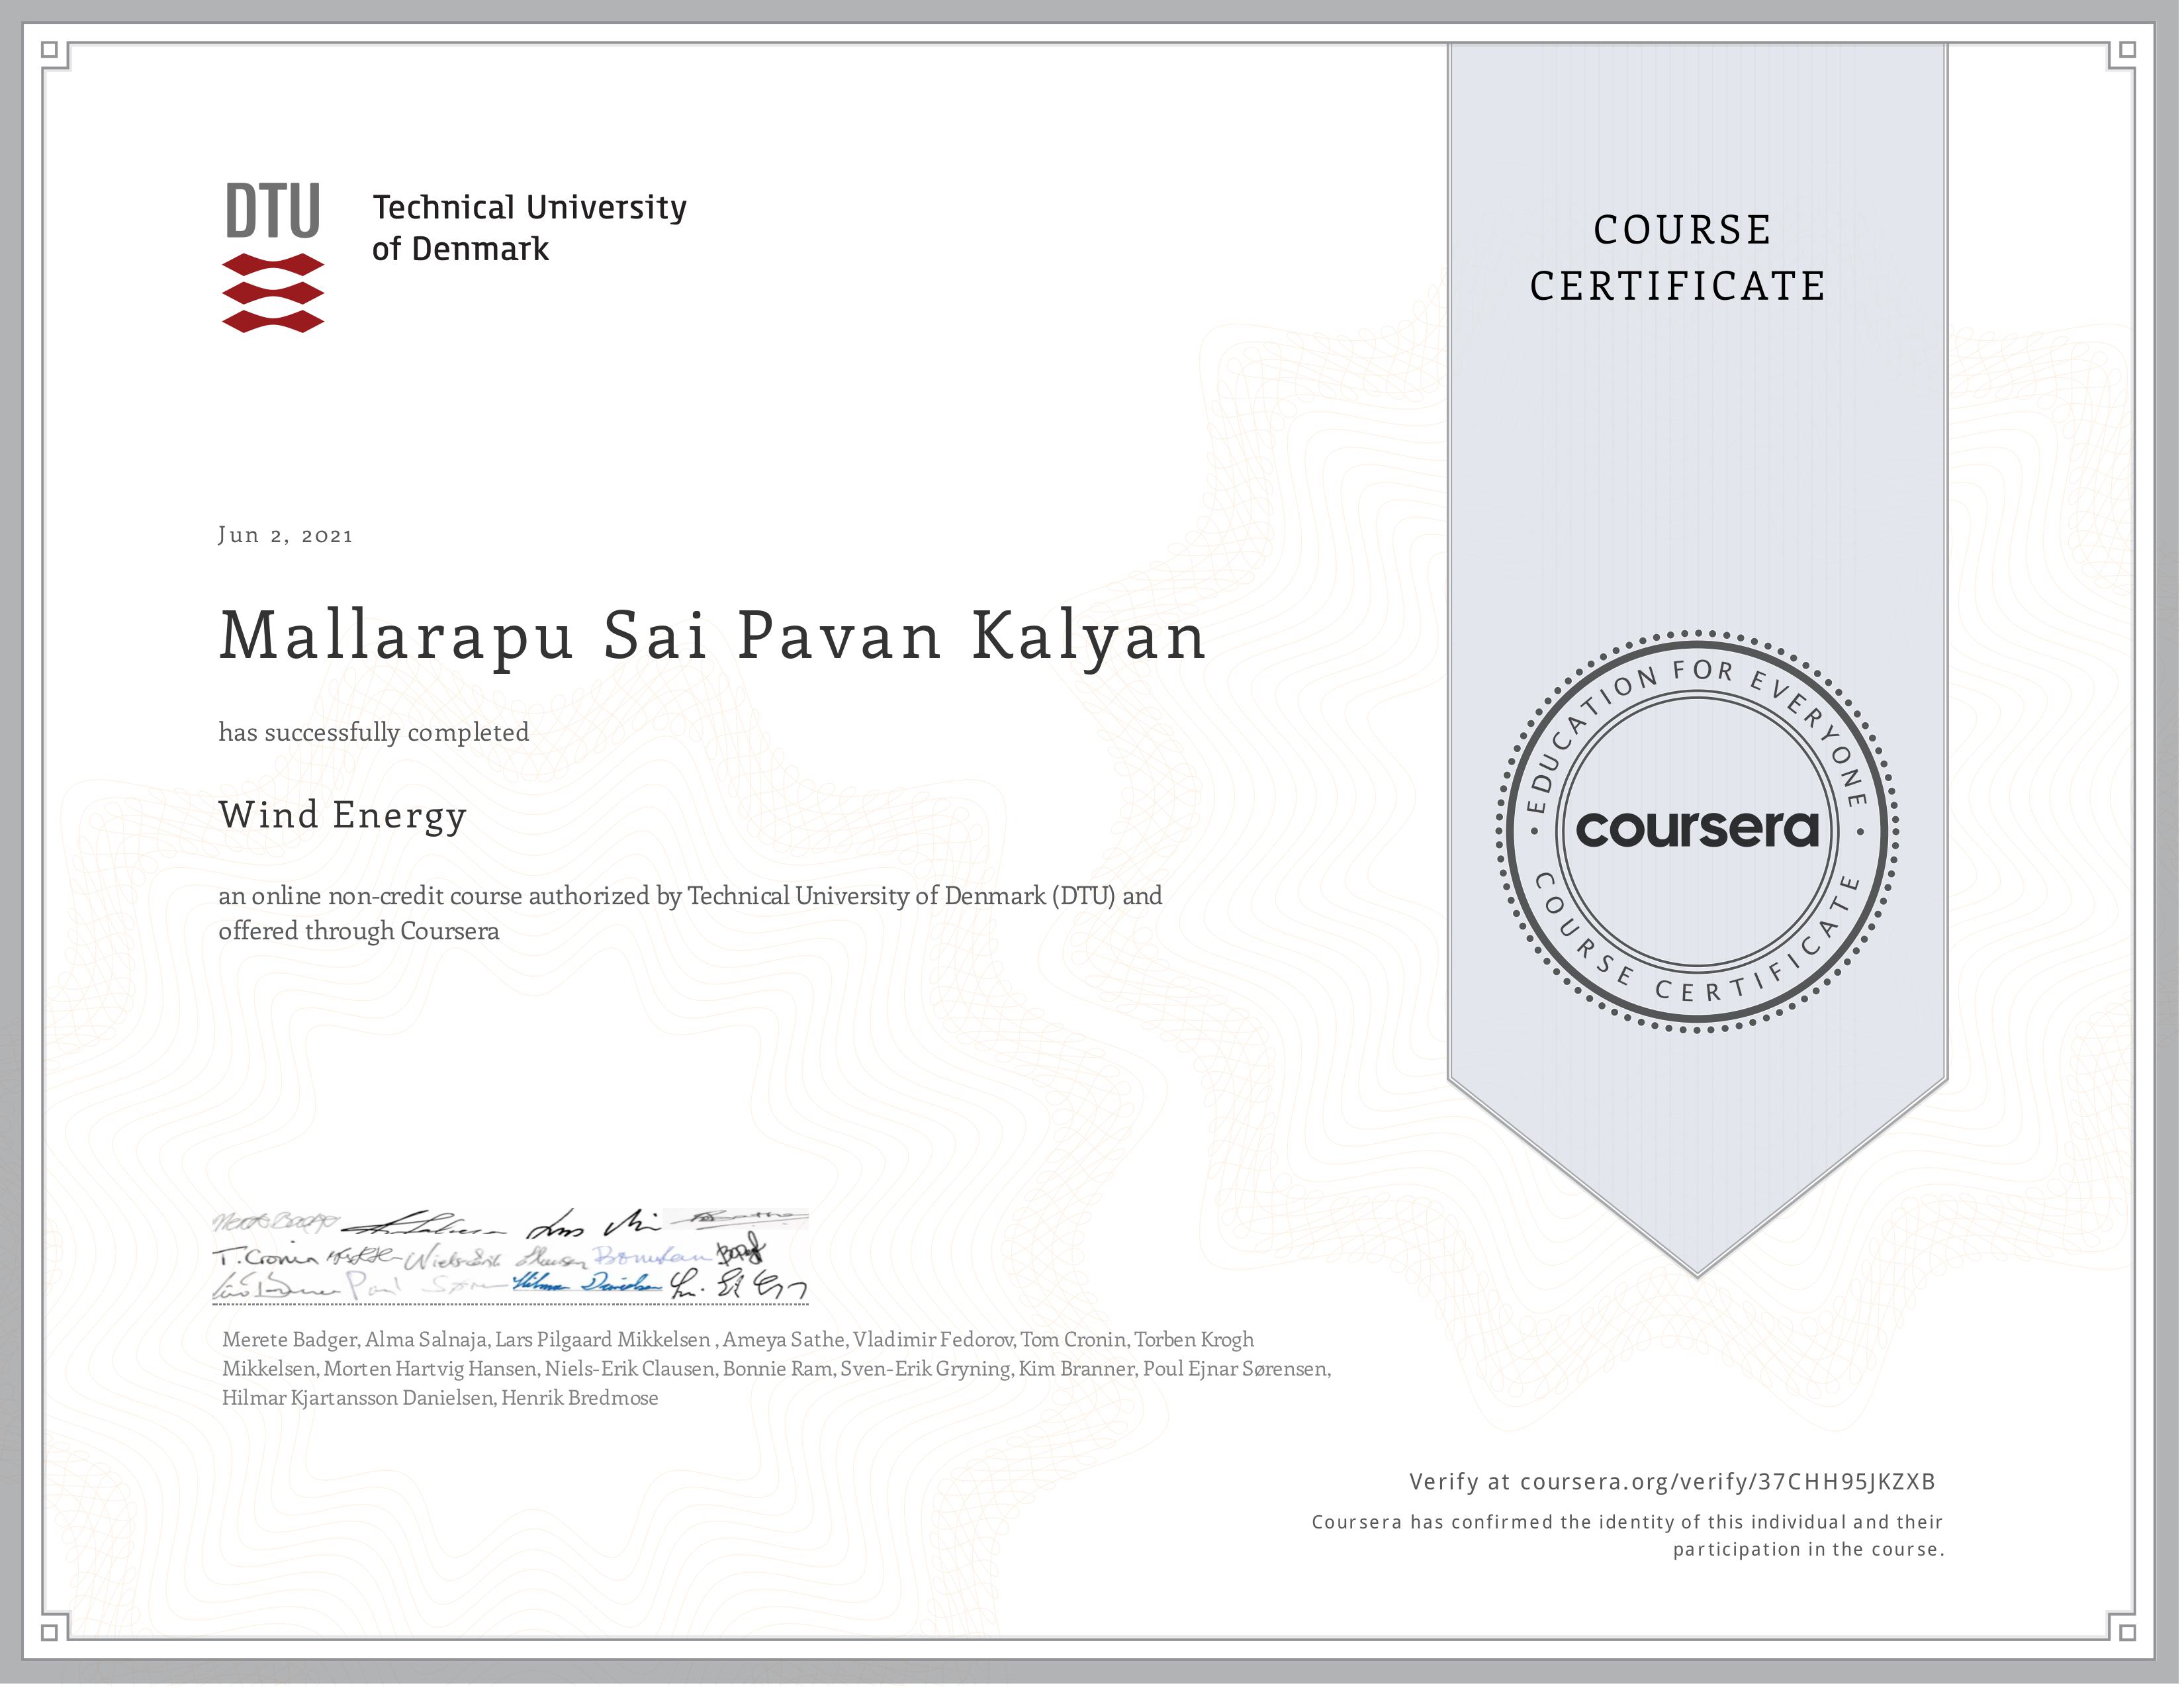 DTU
Technical University
of Denmark
COURSE
CERTIFICATE
Jun 2, 2021
Mallarapu Sai Pavan Kalyan
has successfully completed
Wind Energy
an online non-credit course authorized by Technical University of Denmark (DTU) and
offered through Coursera
• EDUCATION FOR EVERYONE •
coursera
COURSE CERTIFICATE
T. Cronin
Merete Badger, Alma Salnaja, Lars Pilgaard Mikkelsen , Ameya Sathe, Vladimir Fedorov, Tom Cronin, Torben Krogh
Mikkelsen, Morten Hartvig Hansen, Niels-Erik Clausen, Bonnie Ram, Sven-Erik Gryning, Kim Branner, Poul Ejnar Sørensen,
Hilmar Kjartansson Danielsen, Henrik Bredmose
Verify at coursera.org/verify/37CHH95JKZXB
Coursera has confirmed the identity of this individual and their
participation in the course.